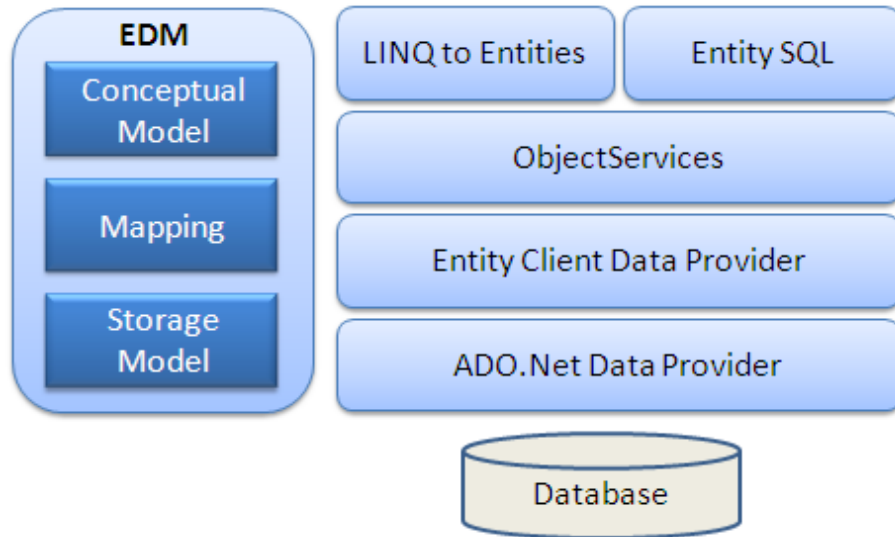 EDM
Conceptual
Model
Mapping
Storage
Model
LINQ to Entities
Entity SQL
ObjectServices
Entity Client Data Provider
ADO.Net Data Provider
Database